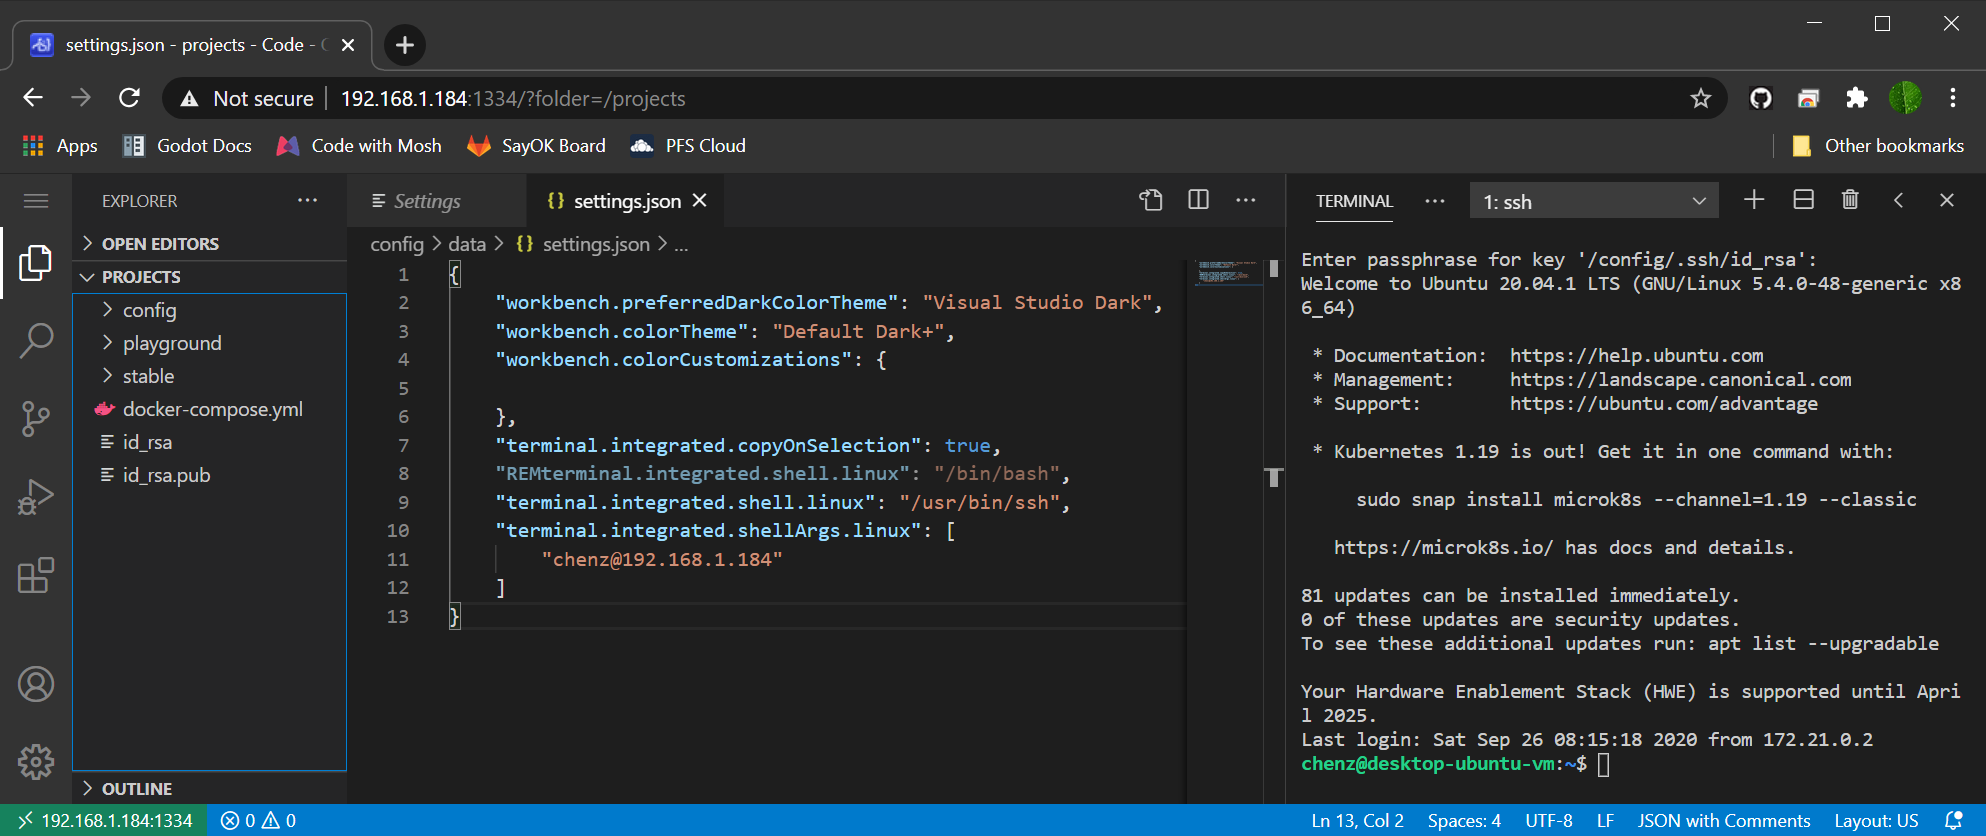 settings.json - projects - Code -
Not secure 192.168.1.184:1334/?folder=/projects
Apps Godot Docs Code with Mosh SayOK Board PFS Cloud Other bookmarks
EXPLORER
OPEN EDITORS
PROJECTS
config
playground
stable
docker-compose.yml
id_rsa
id_rsa.pub
OUTLINE
Settings {} settings.json
config > data > {} settings.json > ...
1 {
2 "workbench.preferredDarkColorTheme": "Visual Studio Dark",
3 "workbench.colorTheme": "Default Dark+",
4 "workbench.colorCustomizations": {
5
6 },
7 "terminal.integrated.copyOnSelection": true,
8 "REMterminal.integrated.shell.linux": "/bin/bash",
9 "terminal.integrated.shell.linux": "/usr/bin/ssh",
10 "terminal.integrated.shellArgs.linux": [
11 "chenz@192.168.1.184"
12 ]
13 }
TERMINAL 1: ssh
Enter passphrase for key '/config/.ssh/id_rsa':
Welcome to Ubuntu 20.04.1 LTS (GNU/Linux 5.4.0-48-generic x8
6_64)
* Documentation: https://help.ubuntu.com
* Management: https://landscape.canonical.com
* Support: https://ubuntu.com/advantage
* Kubernetes 1.19 is out! Get it in one command with:
sudo snap install microk8s --channel=1.19 --classic
https://microk8s.io/ has docs and details.
81 updates can be installed immediately.
0 of these updates are security updates.
To see these additional updates run: apt list --upgradable
Your Hardware Enablement Stack (HWE) is supported until Apri
l 2025.
Last login: Sat Sep 26 08:15:18 2020 from 172.21.0.2
chenz@desktop-ubuntu-vm:~$
192.168.1.184:1334 0 0 Ln 13, Col 2 Spaces: 4 UTF-8 LF JSON with Comments Layout: US